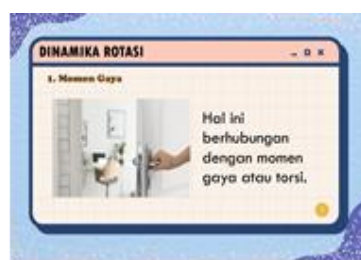 DINAMIKA ROTASI
1. Momen Gaya
Hal ini
berhubungan
dengan momen
gaya atau torsi.